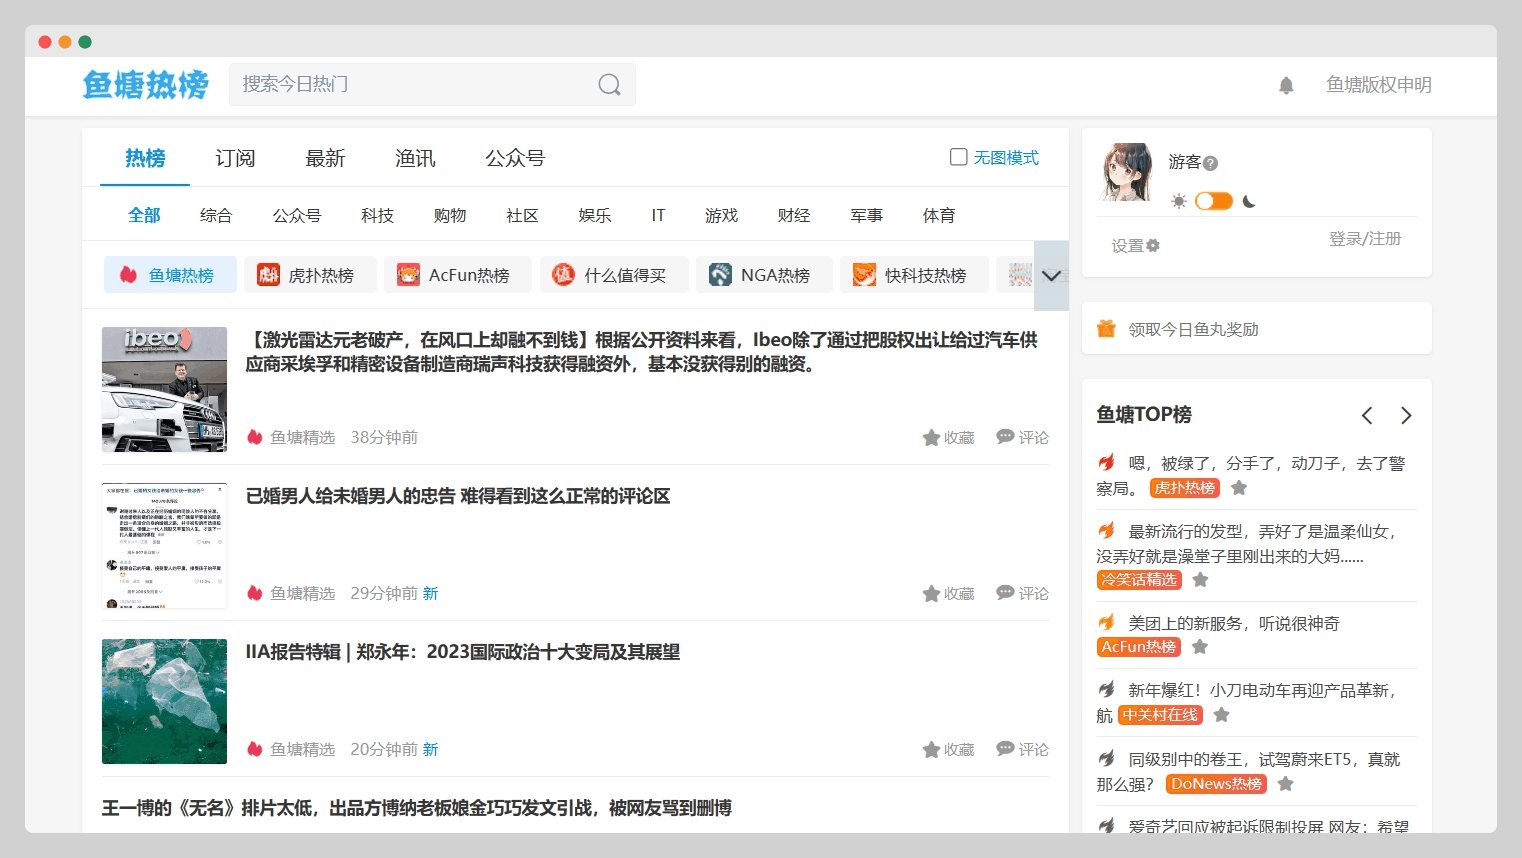 鱼塘热榜
搜索今日热门
鱼塘版权申明
热榜 订阅 最新 渔讯 公众号
无图模式
全部 综合 公众号 科技 购物 社区 娱乐 IT 游戏 财经 军事 体育
鱼塘热榜 虎扑热榜 AcFun热榜 什么值得买 NGA热榜 快科技热榜
ibeo
【激光雷达元老破产，在风口上却融不到钱】根据公开资料来看，Ibeo除了通过把股权出让给过汽车供
应商采埃孚和精密设备制造商瑞声科技获得融资外，基本没获得别的融资。
鱼塘精选 38分钟前
收藏 评论
已婚男人给未婚男人的忠告 难得看到这么正常的评论区
鱼塘精选 29分钟前 新
收藏 评论
IIA报告特辑 | 郑永年：2023国际政治十大变局及其展望
鱼塘精选 20分钟前 新
收藏 评论
王一博的《无名》排片太低，出品方博纳老板娘金巧巧发文引战，被网友骂到删博
游客
设置
登录/注册
领取今日鱼丸奖励
鱼塘TOP榜
嗯，被绿了，分手了，动刀子，去了警
察局。 虎扑热榜
最新流行的发型，弄好了是温柔仙女，
没弄好就是澡堂子里刚出来的大妈......
冷笑话精选
美团上的新服务，听说很神奇
AcFun热榜
新年爆红！小刀电动车再迎产品革新，
航 中关村在线
同级别中的卷王，试驾蔚来ET5，真就
那么强？ DoNews热榜
爱奇艺回应被起诉限制投屏 网友：希望